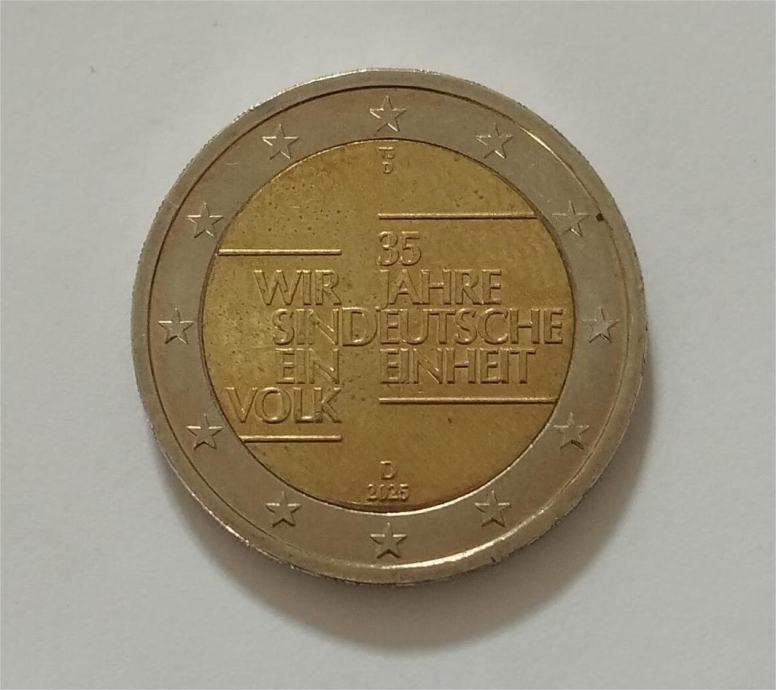 35
WIR JAHRE
SINDEUTSCHE
EIN EINHEIT
VOLK
D
2025